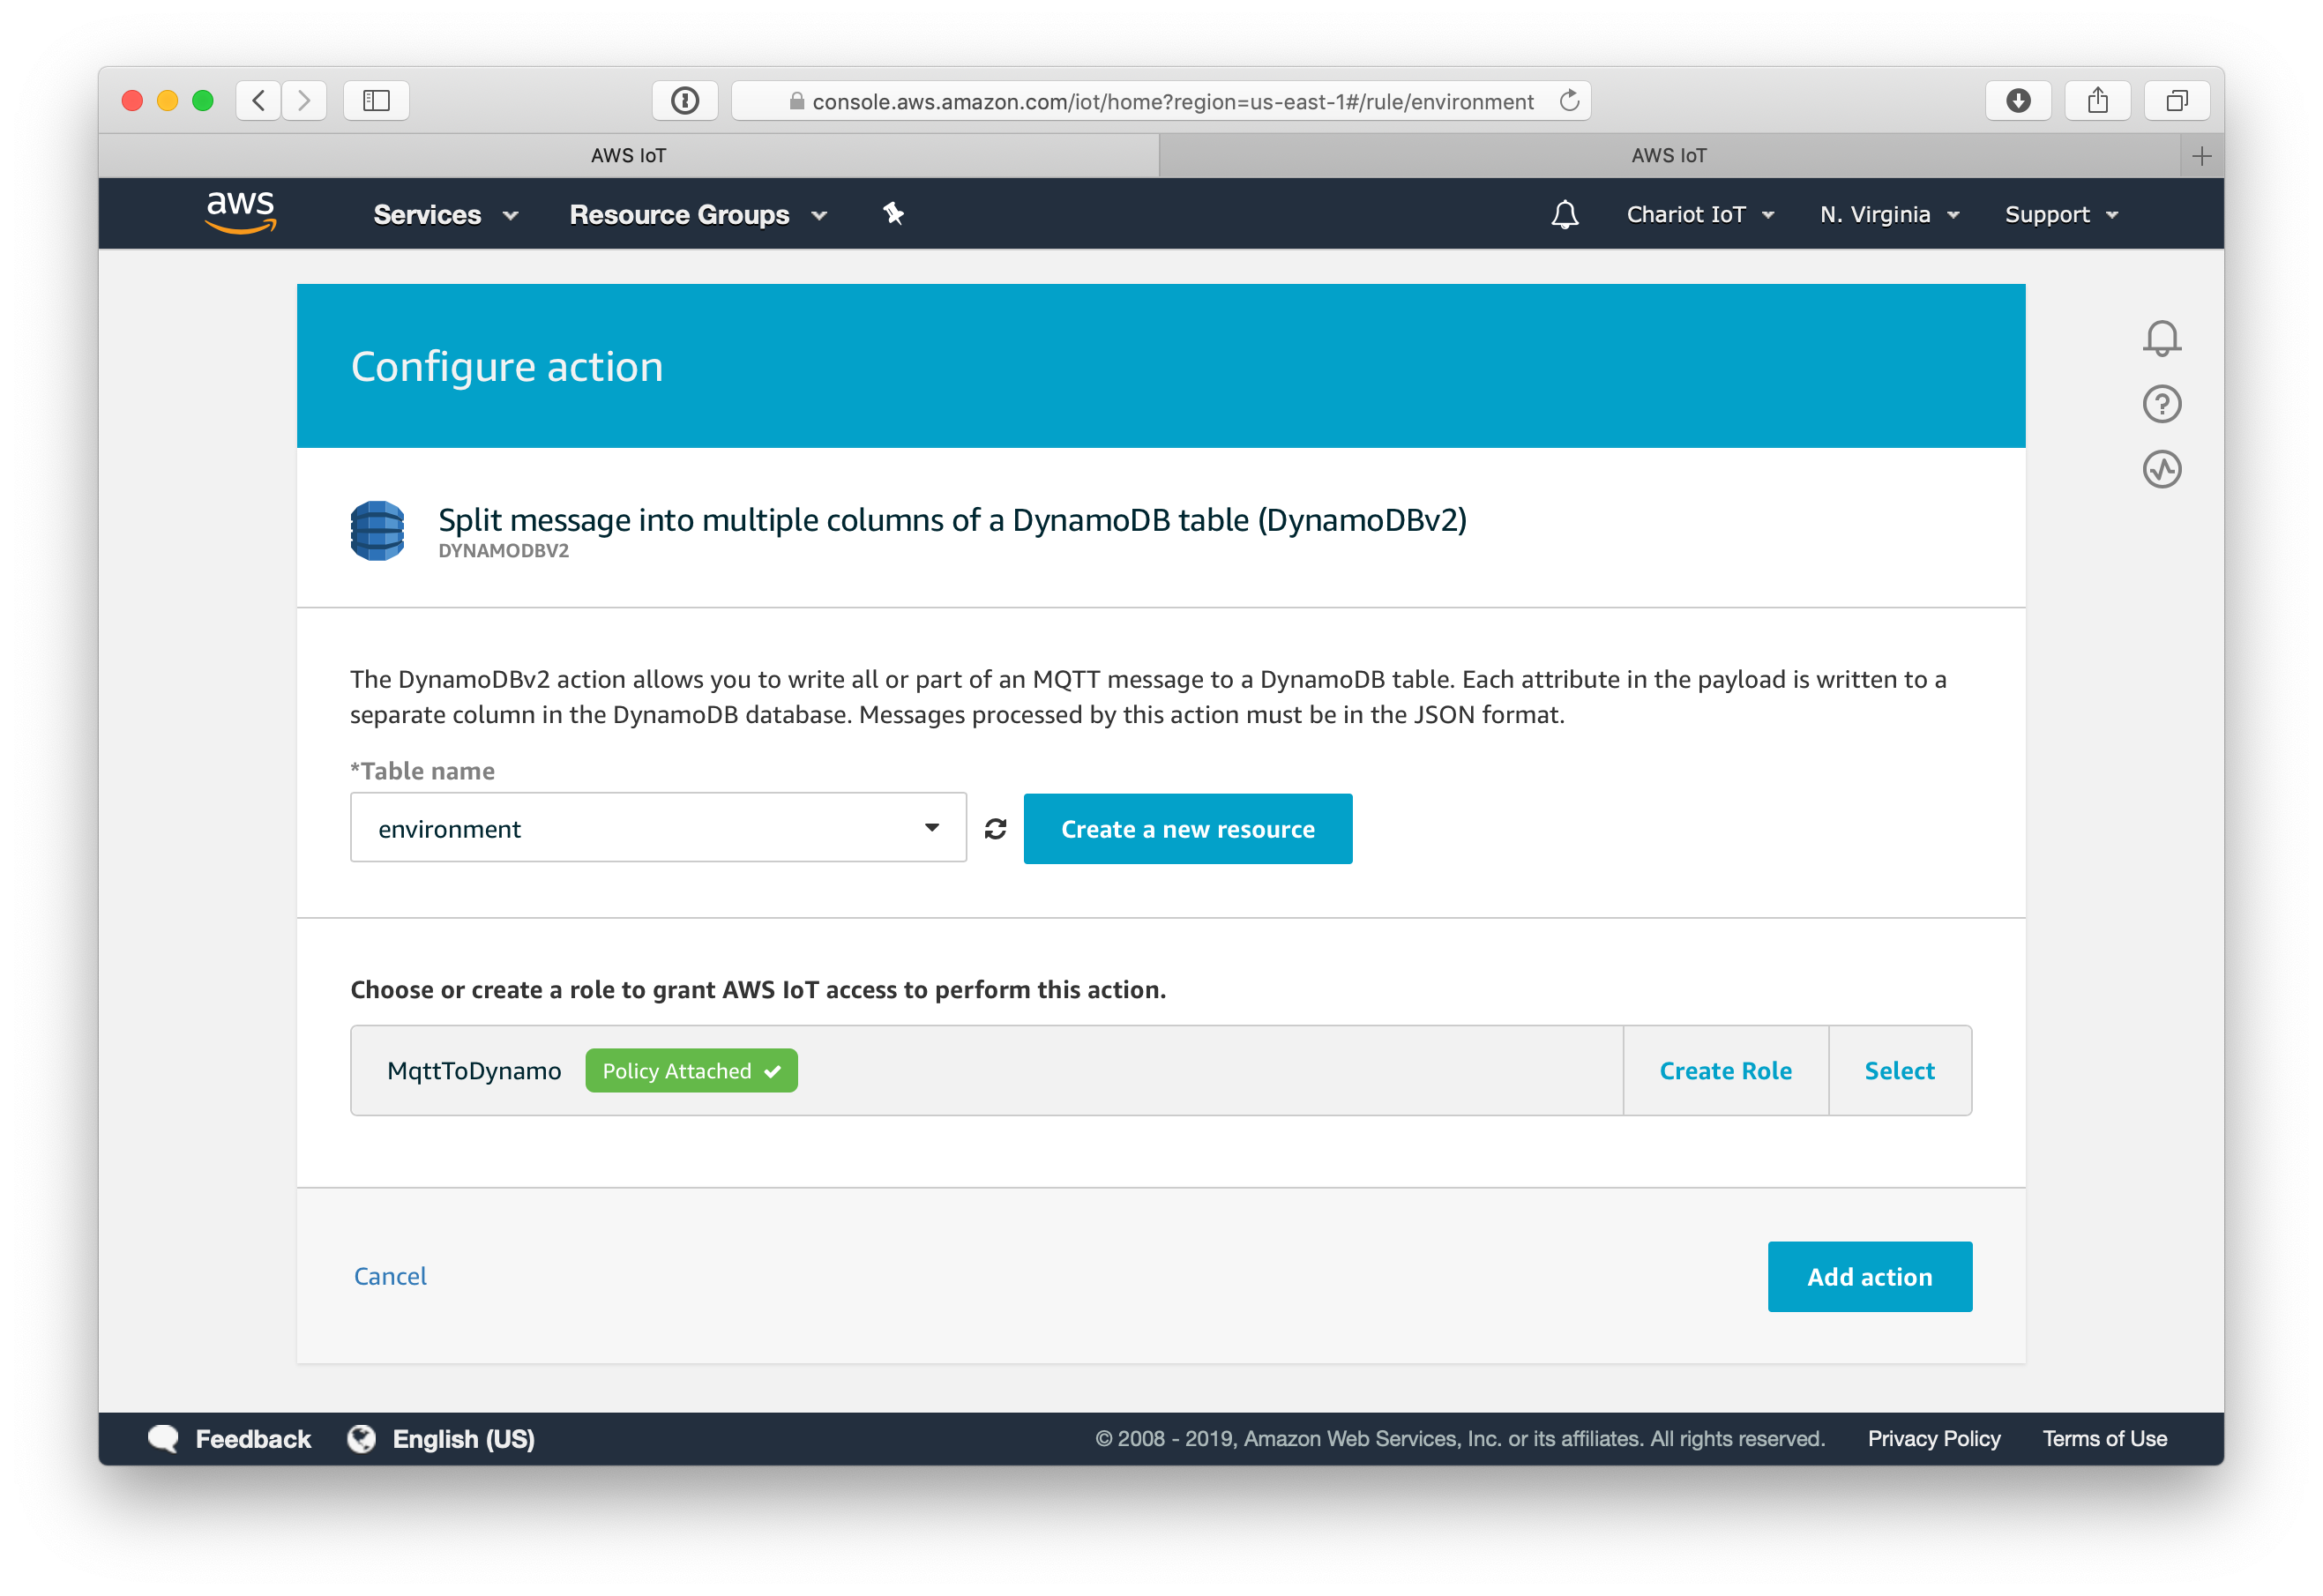 console.aws.amazon.com/iot/home?region=us-east-1#/rule/environment
AWS IoT
AWS IoT
aws
Services
Resource Groups
Chariot IoT
N. Virginia
Support
Configure action
Split message into multiple columns of a DynamoDB table (DynamoDBv2)
DYNAMODBV2
The DynamoDBv2 action allows you to write all or part of an MQTT message to a DynamoDB table. Each attribute in the payload is written to a
separate column in the DynamoDB database. Messages processed by this action must be in the JSON format.
*Table name
environment
Create a new resource
Choose or create a role to grant AWS IoT access to perform this action.
MqttToDynamo
Policy Attached
Create Role
Select
Cancel
Add action
Feedback
English (US)
© 2008 - 2019, Amazon Web Services, Inc. or its affiliates. All rights reserved.
Privacy Policy
Terms of Use